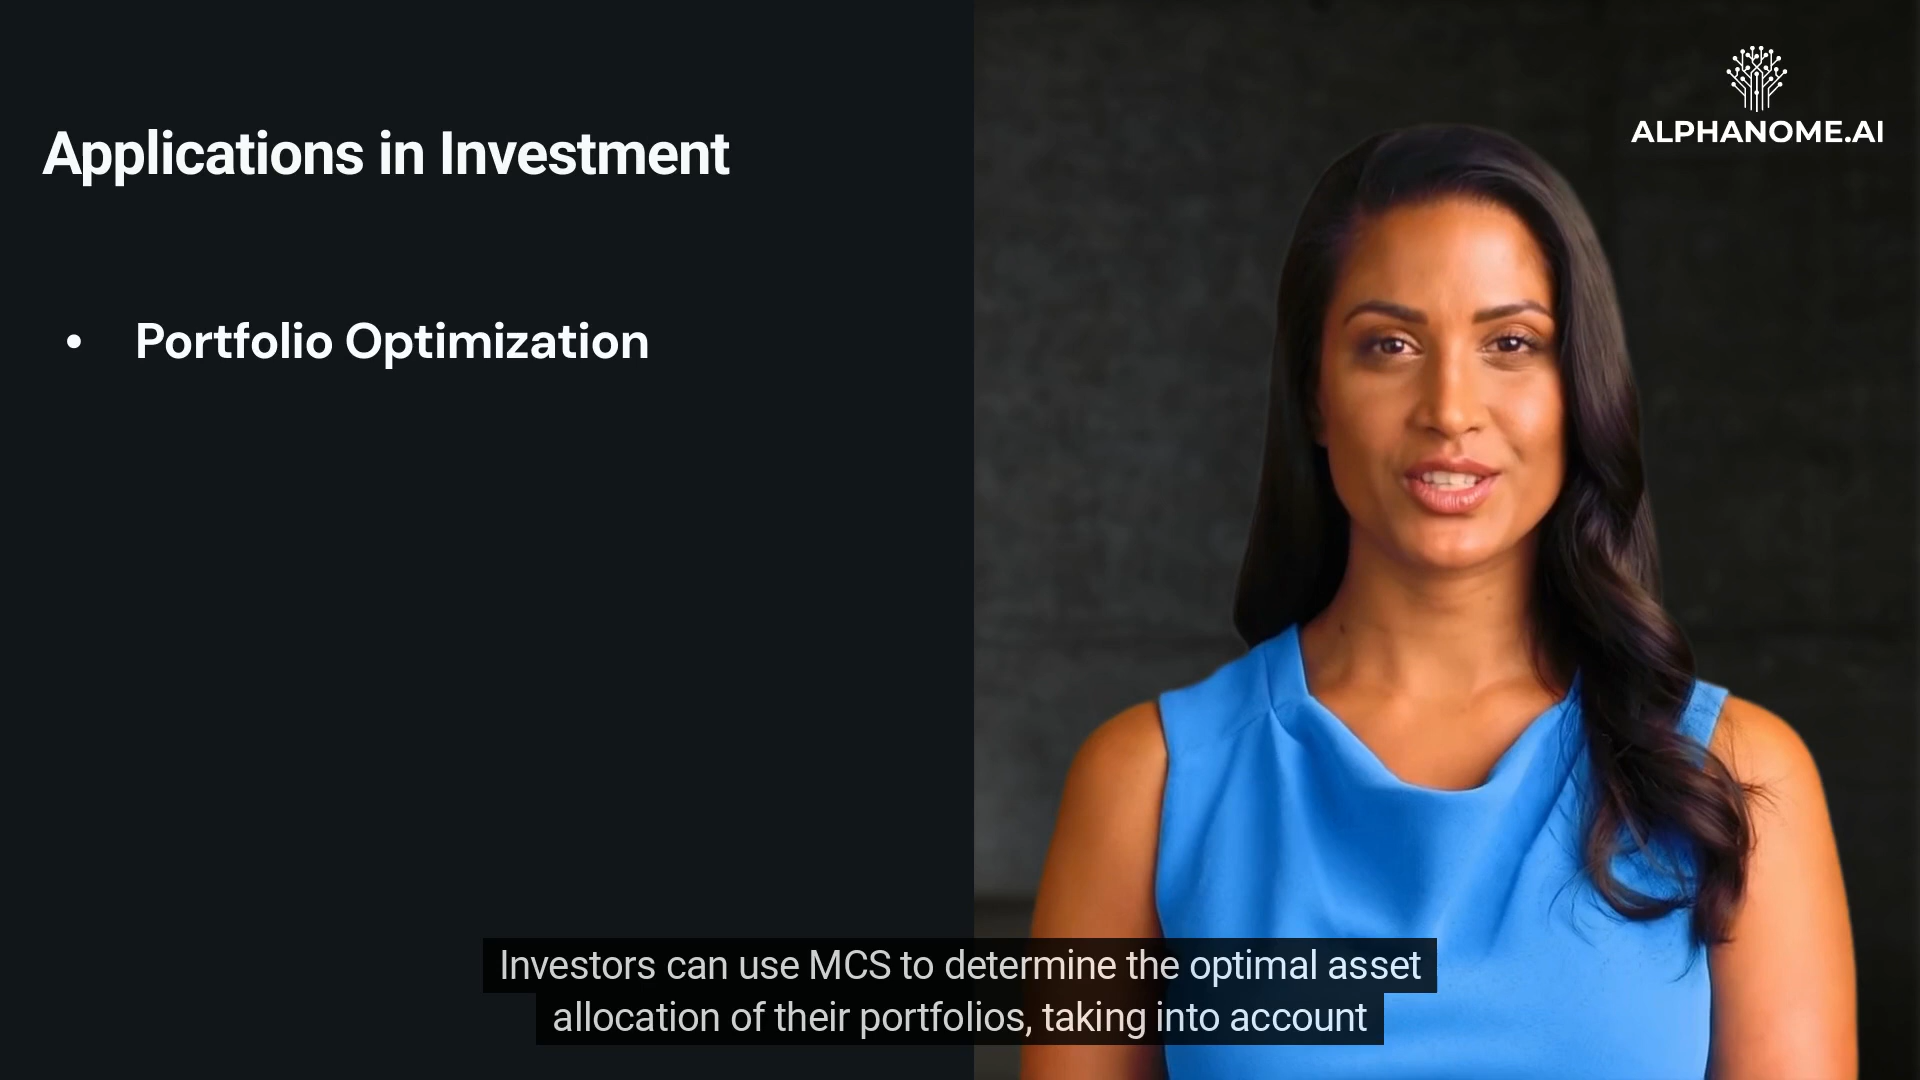 ALPHANOME.AI
Applications in Investment
• Portfolio Optimization
Investors can use MCS to determine the optimal asset
allocation of their portfolios, taking into account